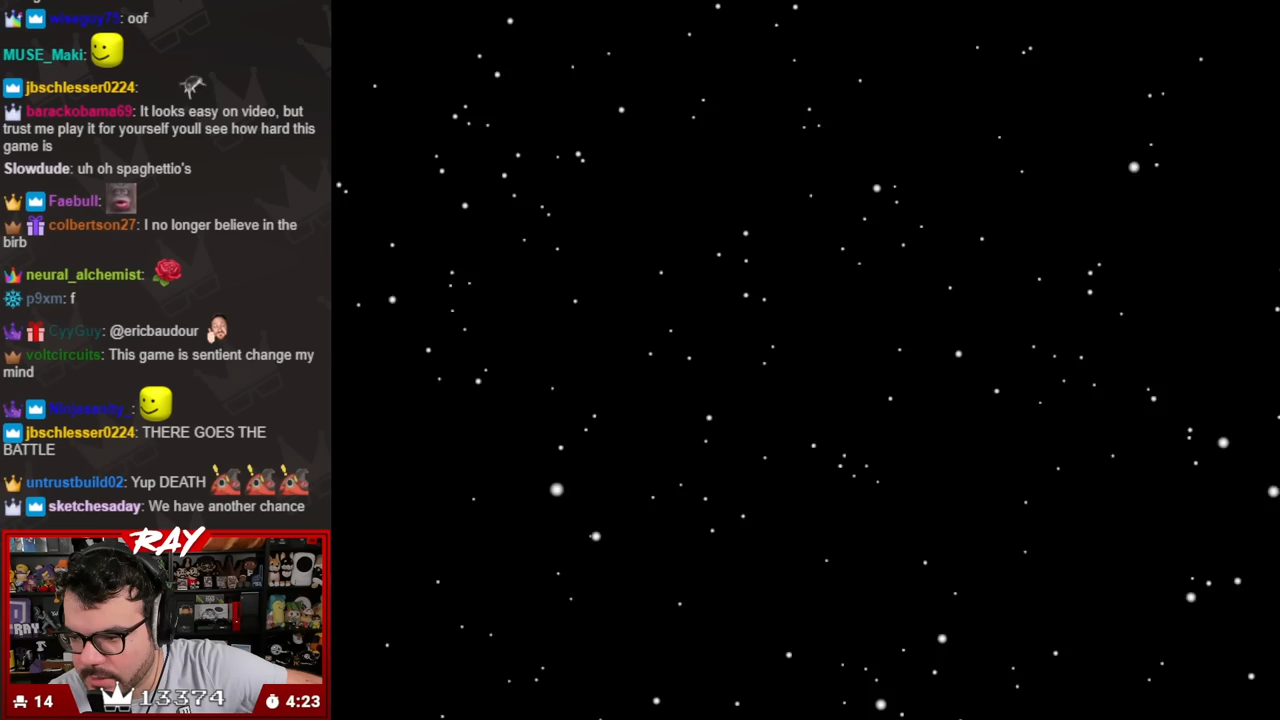 wiseguy75: oof
MUSE_Maki:
jbschlesser0224:
barackobama69: It looks easy on video, but
trust me play it for yourself youll see how hard this
game is
Slowdude: uh oh spaghettio's
Faebull:
colbertson27: I no longer believe in the
birb
neural_alchemist:
p9xm: f
CyyGuy: @ericbaudour
voltcircuits: This game is sentient change my
mind
jbschlesser0224: THERE GOES THE
BATTLE
untrustbuild02: Yup DEATH
sketchesaday: We have another chance
RAY
14
13374
4:23